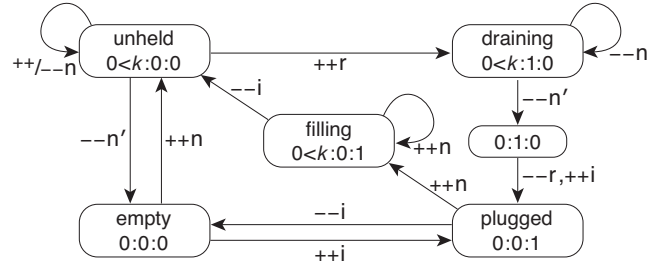 unheld
0<k:0:0
++/−−n
++r
draining
0<k:1:0
−−n
−−i
−−n′
filling
0<k:0:1
++n
0:1:0
−−n′
++n
++n
−−r,++i
empty
0:0:0
−−i
++i
plugged
0:0:1